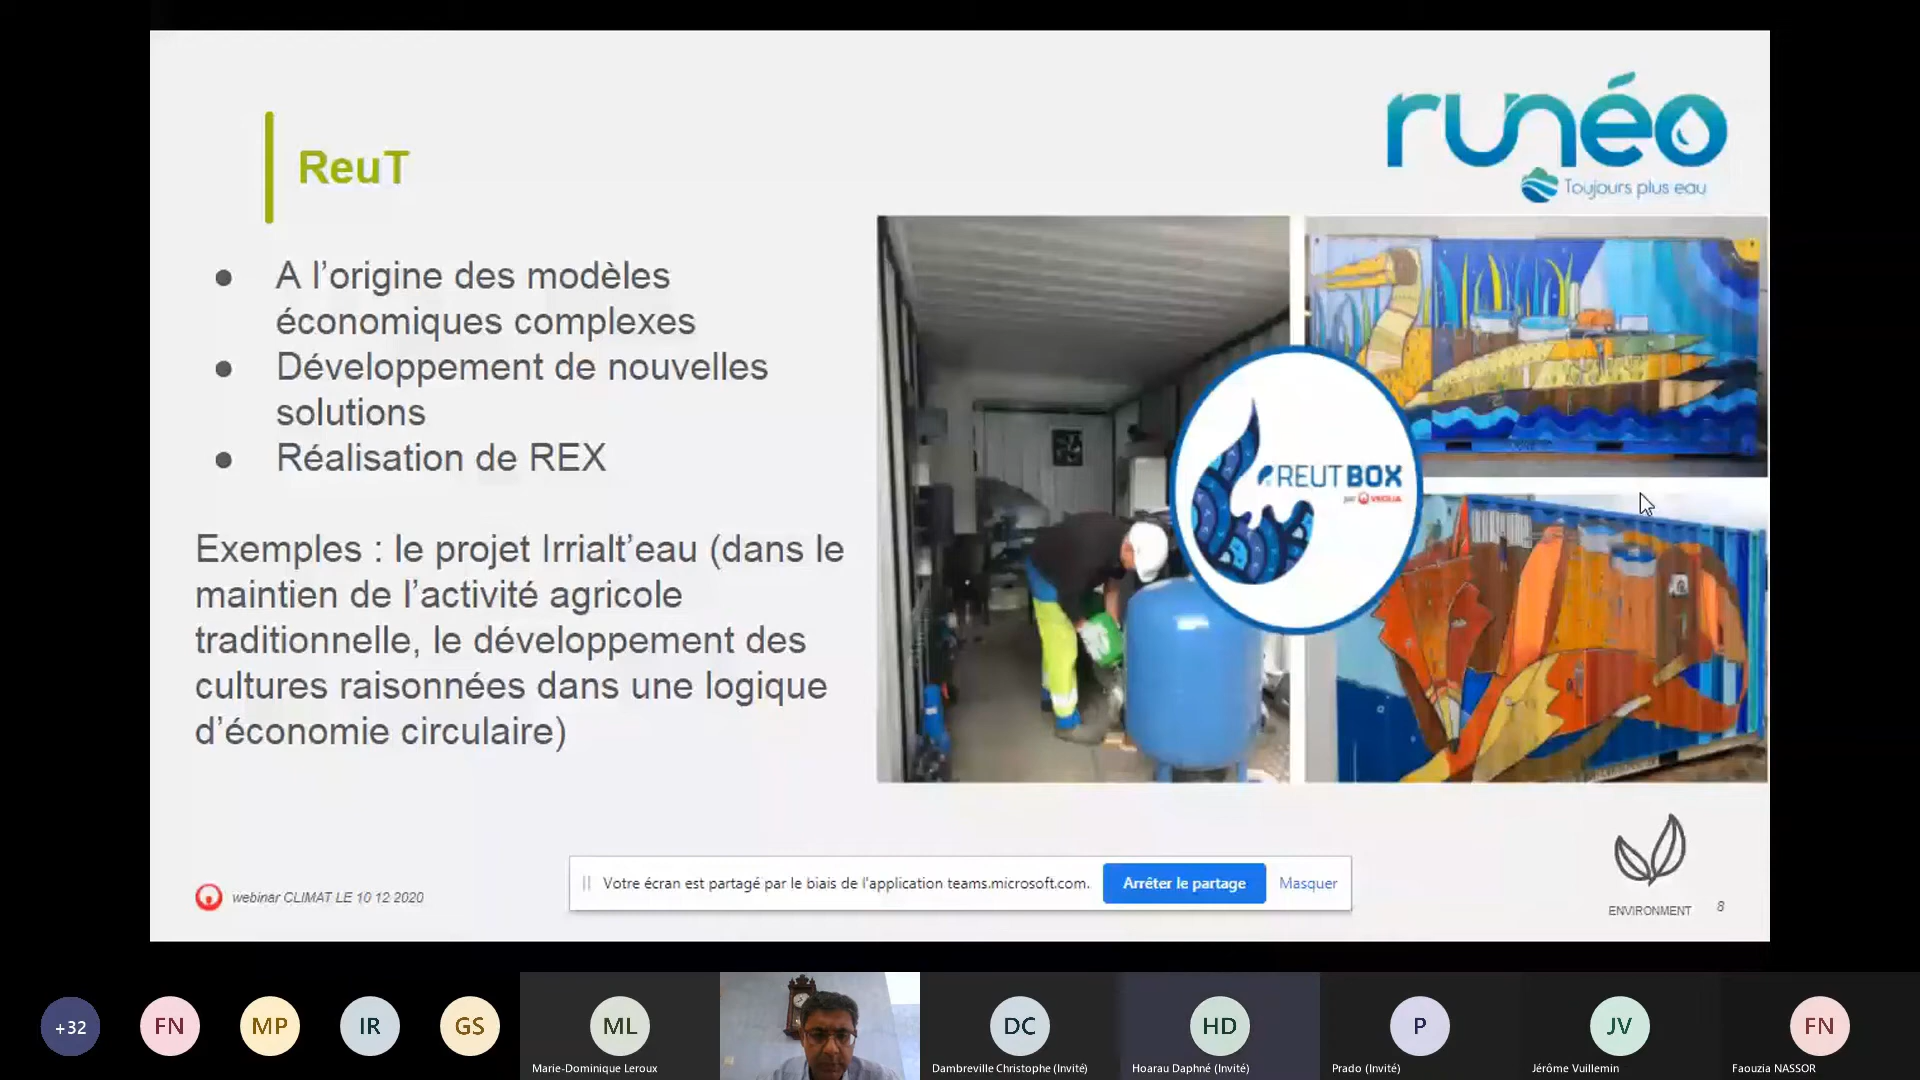 runéo
Toujours plus eau
ReuT
● A l’origine des modèles
économiques complexes
● Développement de nouvelles
solutions
● Réalisation de REX
Exemples : le projet Irrialt’eau (dans le
maintien de l’activité agricole
traditionnelle, le développement des
cultures raisonnées dans une logique
d’économie circulaire)
REUT BOX
par VEOLIA
webinar CLIMAT LE 10 12 2020
Votre écran est partagé par le biais de l'application teams.microsoft.com.
Arrêter le partage
Masquer
ENVIRONMENT
8
+32
FN
MP
IR
GS
ML
DC
HD
P
JV
FN
Marie-Dominique Leroux
Dambreville Christophe (Invité)
Hoarau Daphné (Invité)
Prado (Invité)
Jérôme Vuillemin
Faouzia NASSOR